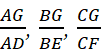 AG/AD, BG/BE, CG/CF